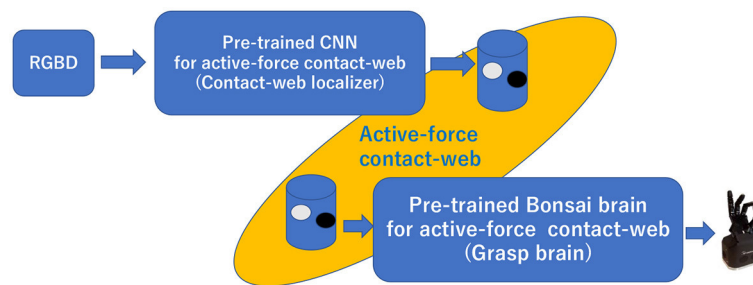 RGBD
Pre-trained CNN
for active-force contact-web
(Contact-web localizer)
Active-force
contact-web
Pre-trained Bonsai brain
for active-force contact-web
(Grasp brain)